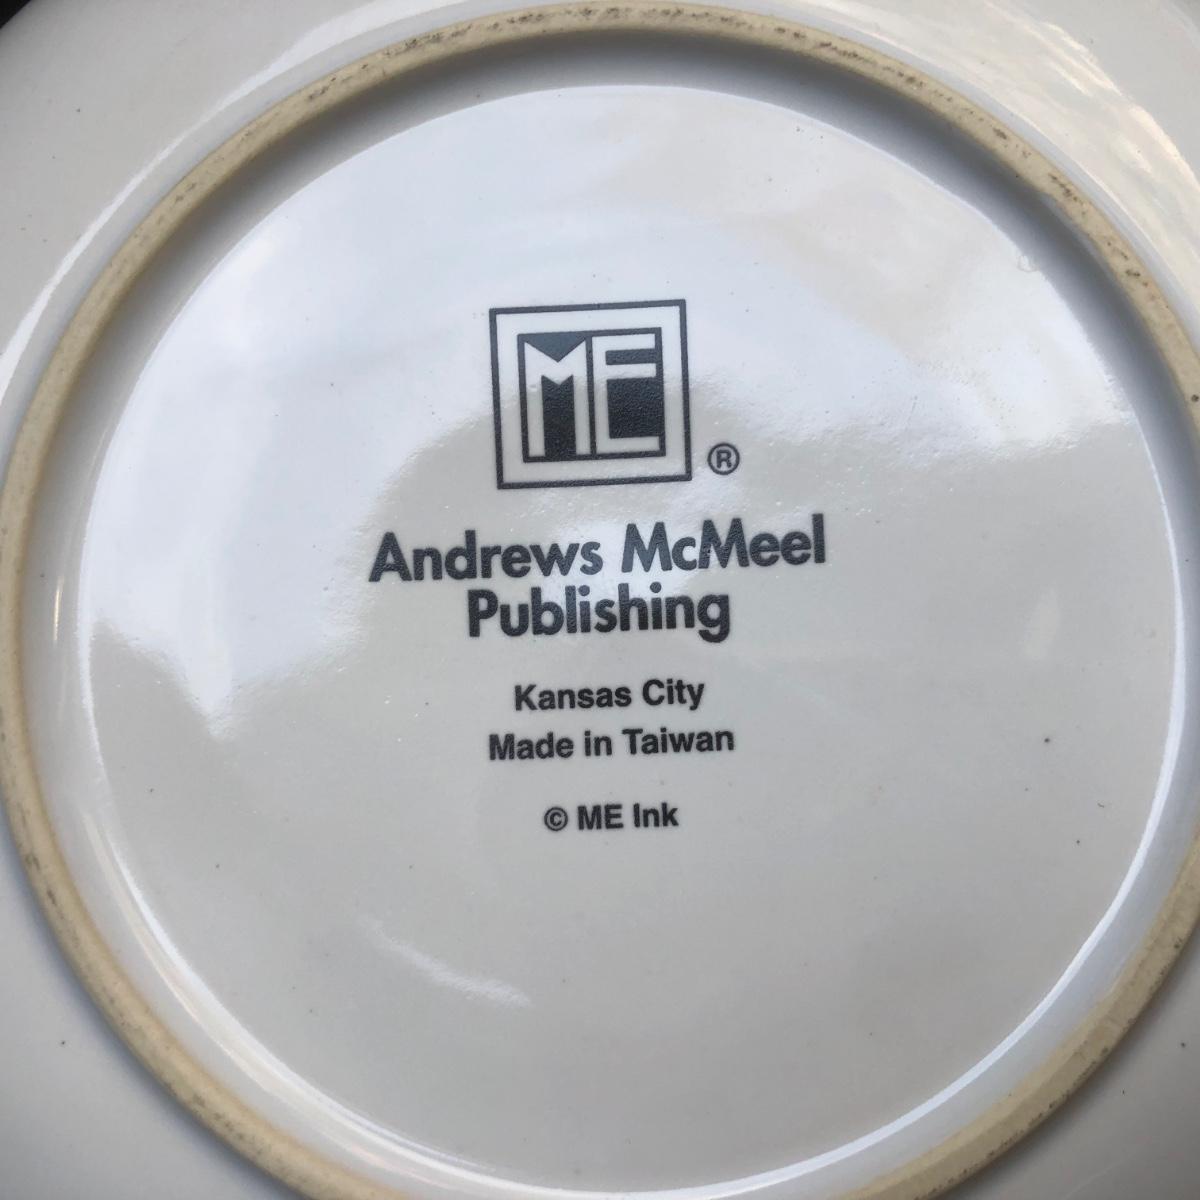 ME ®
Andrews McMeel
Publishing
Kansas City
Made in Taiwan
© ME Ink